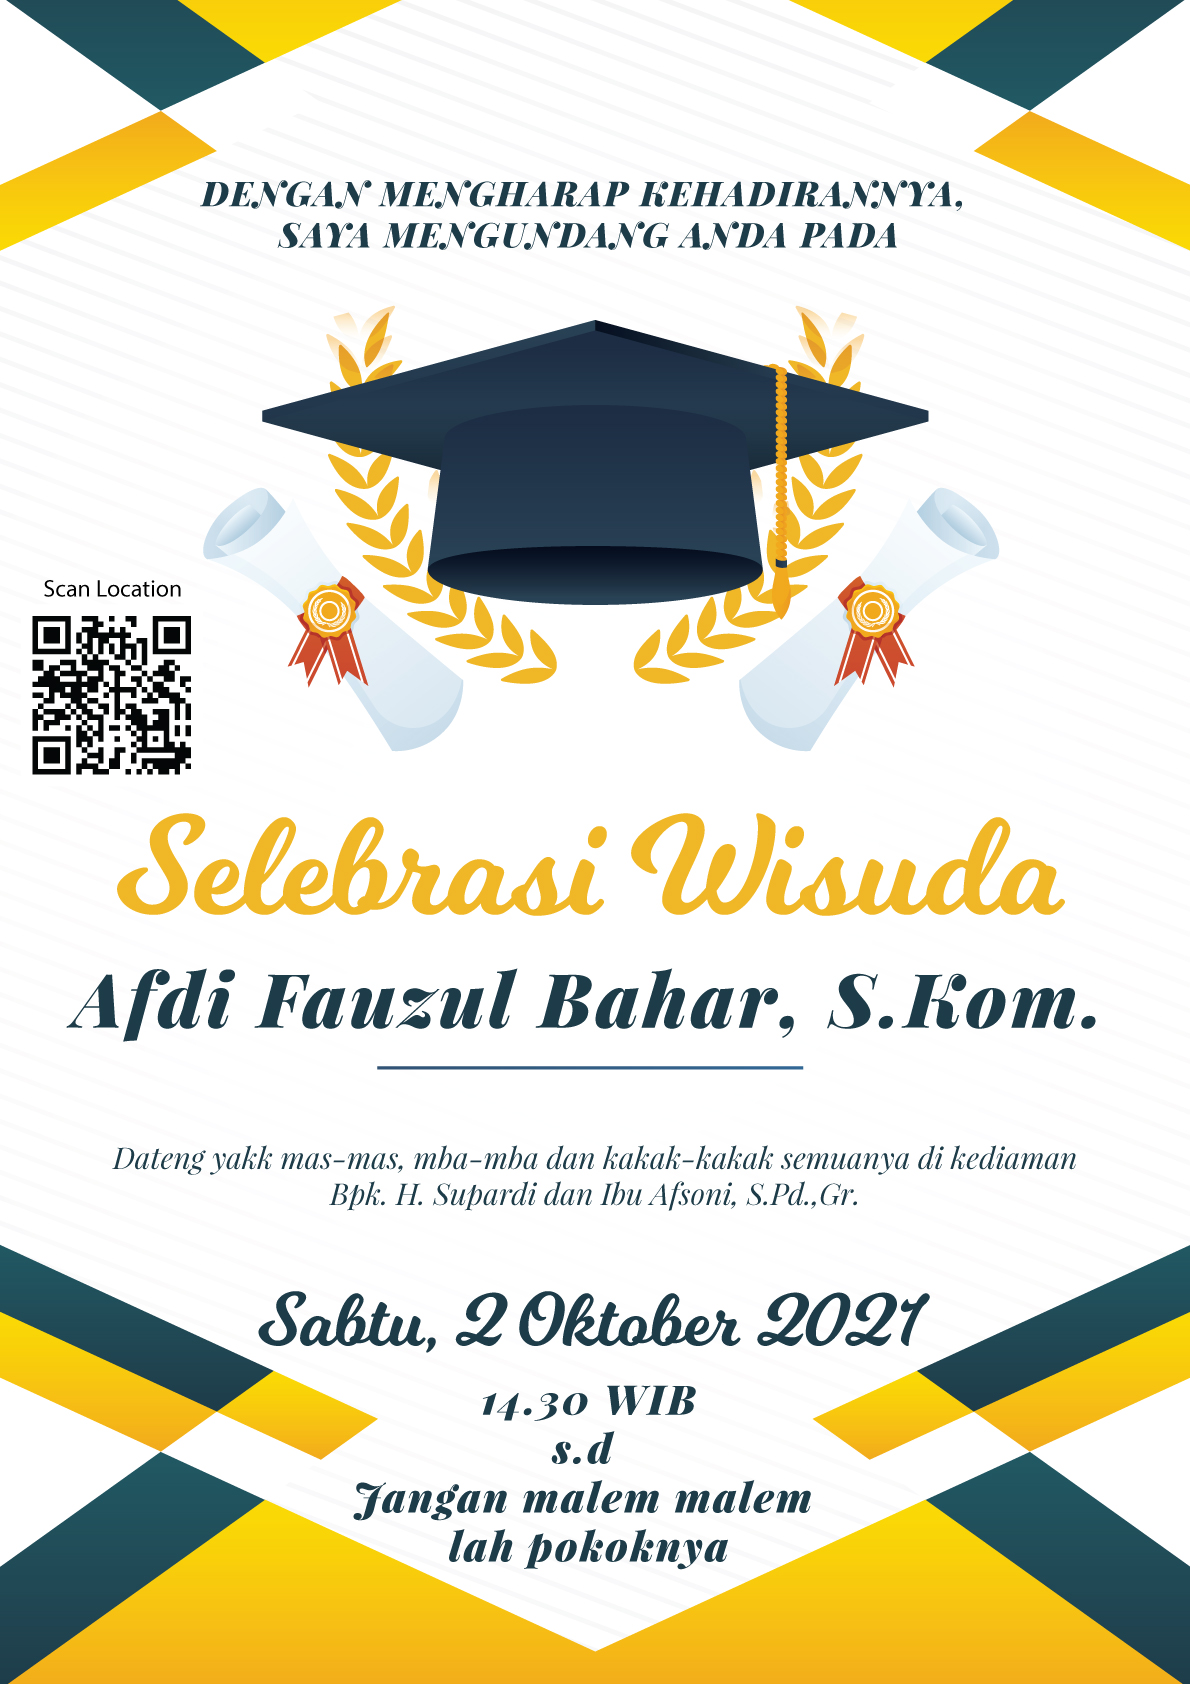 DENGAN MENGHARAP KEHADIRANNYA,
SAYA MENGUNDANG ANDA PADA
Scan Location
Selebrasi Wisuda
Afdi Fauzul Bahar, S.Kom.
Dateng yakk mas-mas, mba-mba dan kakak-kakak semuanya di kediaman
Bpk. H. Supardi dan Ibu Afsoni, S.Pd.,Gr.
Sabtu, 2 Oktober 2021
14.30 WIB
s.d
Jangan malem malem
lah pokoknya